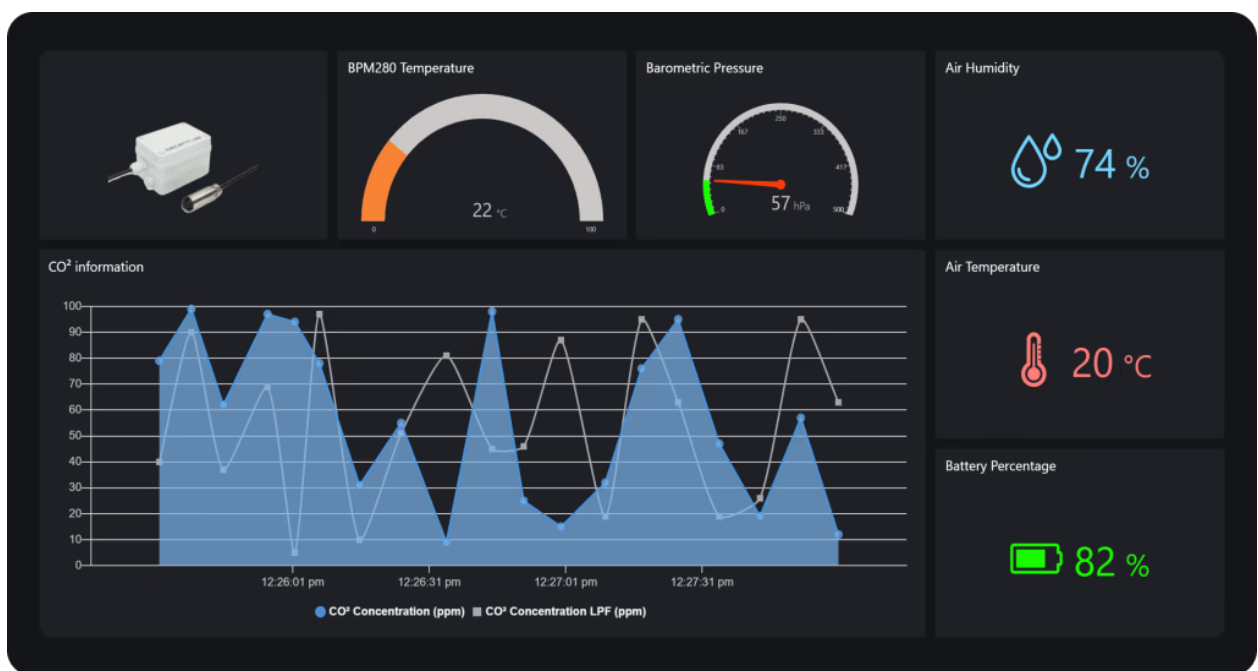 BPM280 Temperature
0
22 °C
100
Barometric Pressure
0
83
167
250
333
417
500
57 hPa
Air Humidity
74 %
CO² information
100
90
80
70
60
50
40
30
20
10
0
12:26:01 pm
12:26:31 pm
12:27:01 pm
12:27:31 pm
CO² Concentration (ppm) CO² Concentration LPF (ppm)
Air Temperature
20 °C
Battery Percentage
82 %